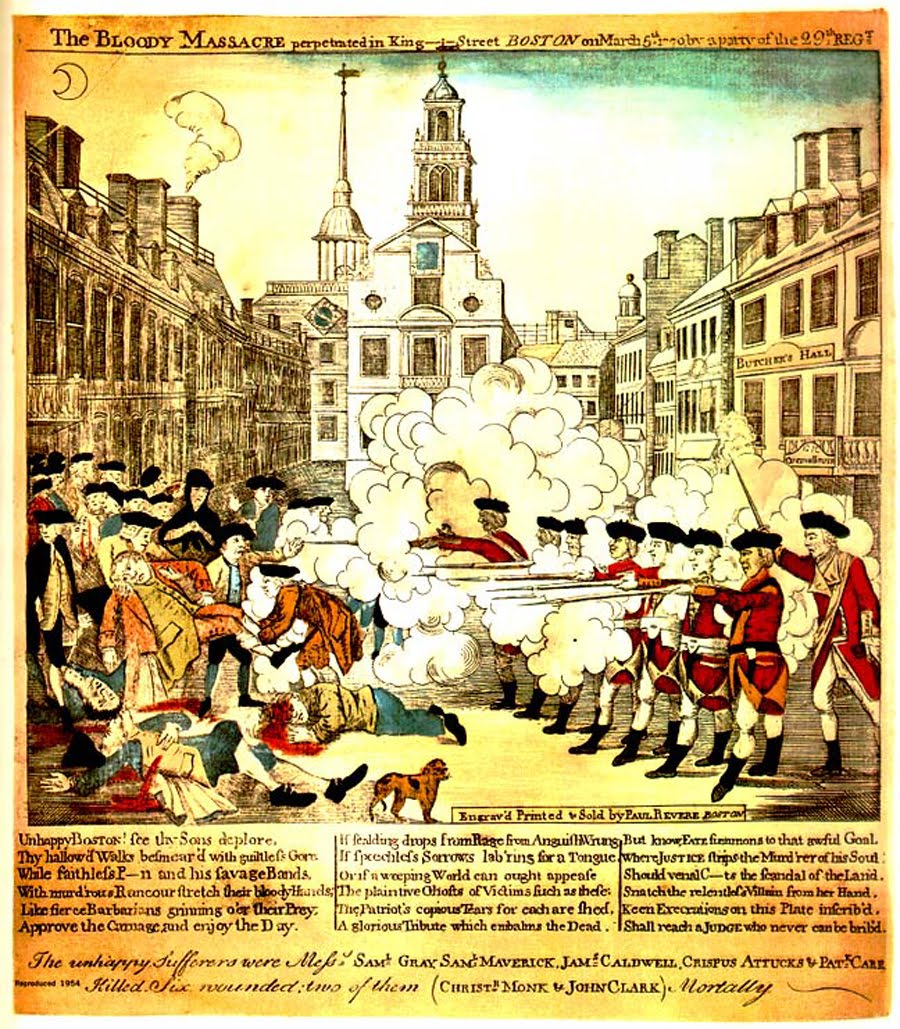 The BLOODY MASSACRE perpetrated in King—i—Street BOSTON on March 5th 1770 by a party of the 29th REGT
BUTCHER'S HALL
Engrav'd Printed & Sold by PAUL REVERE BOSTON
Unhappy BOSTON! see thy Sons deplore,
Thy hallow'd Walks besmear'd with guiltless Gore.
While faithless P—n and his savage Bands,
With murd'rous Rancour stretch their bloody Hands;
Like fierce Barbarians grinning o'er their Prey,
Approve the Carnage, and enjoy the Day.
If scalding drops from Rage from Anguish Wrung
If speechless Sorrows lab'ring for a Tongue,
Or if a weeping World can ought appease
The plaintive Ghosts of Victims such as these:
The Patriot's copious Tears for each are shed,
A glorious Tribute which embalms the Dead.
But know, FATE summons to that awful Goal.
Where JUSTICE strips the Murd'rer of his Soul:
Should venal C—ts the scandal of the Land,
Snatch the relentless Villain from her Hand.
Keen Execrations on this Plate inscrib'd,
Shall reach a JUDGE who never can be brib'd.
The unhappy Sufferers were Messs SAML GRAY, SAML MAVERICK, JAMS CALDWELL, CRISPUS ATTUCKS & PATK CARR
Reproduced 1954
Killed. Six wounded; two of them (CHRISTR MONK & JOHN CLARK) Mortally